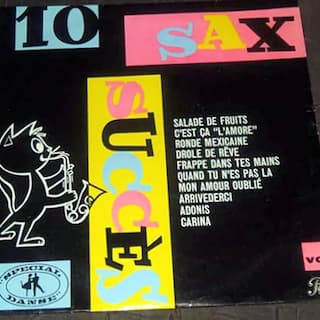 10 SAX
SUCCÈS
SALADE DE FRUITS
C'EST ÇA "L'AMORE"
RONDE MEXICAINE
DROLE DE RÊVE
FRAPPE DANS TES MAINS
QUAND TU N'ES PAS LA
MON AMOUR OUBLIÉ
ARRIVEDERCI
ADONIS
CARINA
"SPECIAL
DANSE"